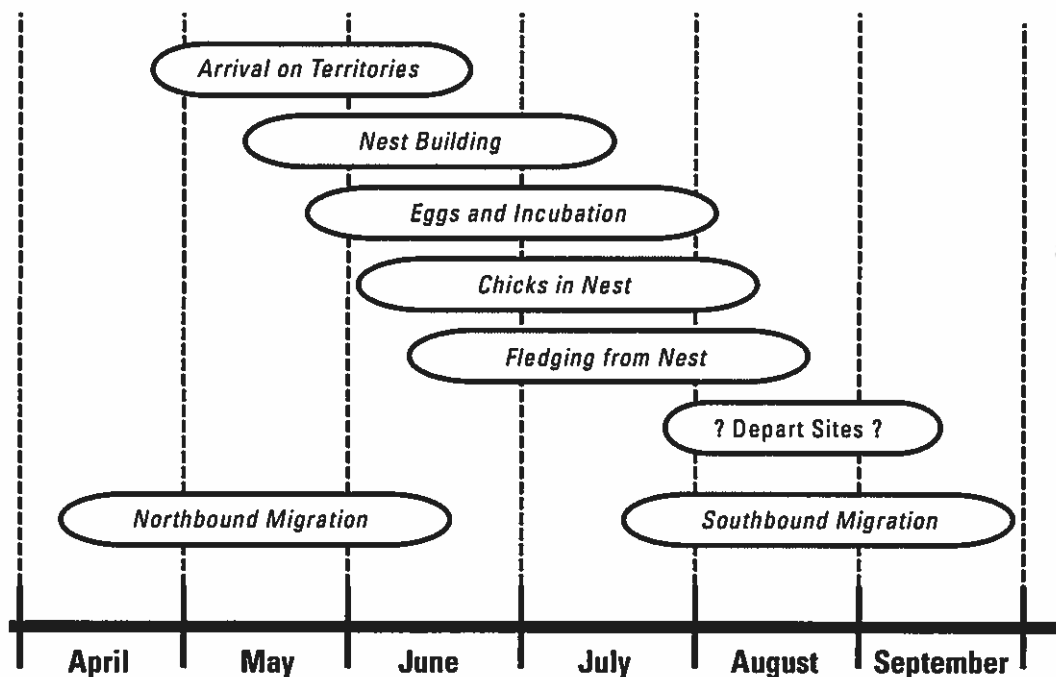 Arrival on Territories
Nest Building
Eggs and Incubation
Chicks in Nest
Fledging from Nest
? Depart Sites ?
Northbound Migration Southbound Migration
April May June July August September